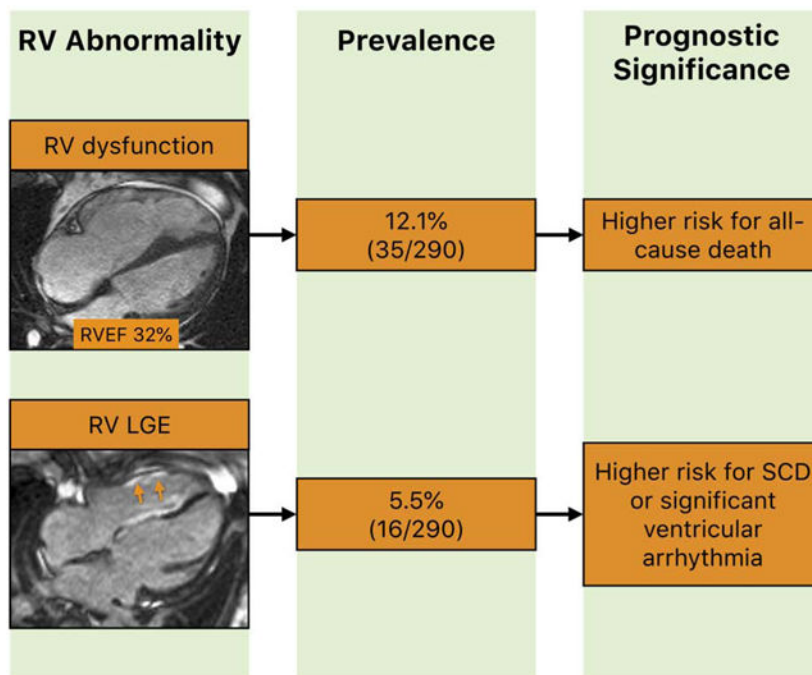 RV Abnormality
Prevalence
Prognostic
Significance
RV dysfunction
RVEF 32%
12.1%
(35/290)
Higher risk for all-
cause death
RV LGE
5.5%
(16/290)
Higher risk for SCD
or significant
ventricular
arrhythmia